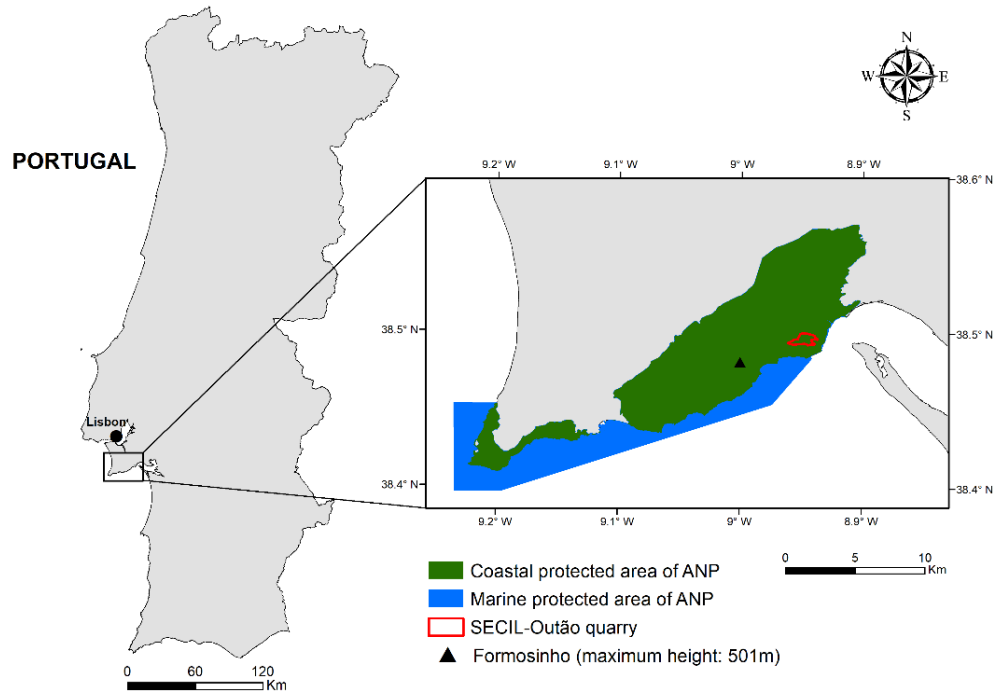 N
W E
S
PORTUGAL
9.2° W 9.1° W 9° W 8.9° W
38.6° N
38.5° N 38.5° N
Lisbon
38.4° N 38.4° N
9.2° W 9.1° W 9° W 8.9° W
Coastal protected area of ANP
Marine protected area of ANP
SECIL-Outão quarry
Formosinho (maximum height: 501m)
0 5 10
Km
0 60 120
Km